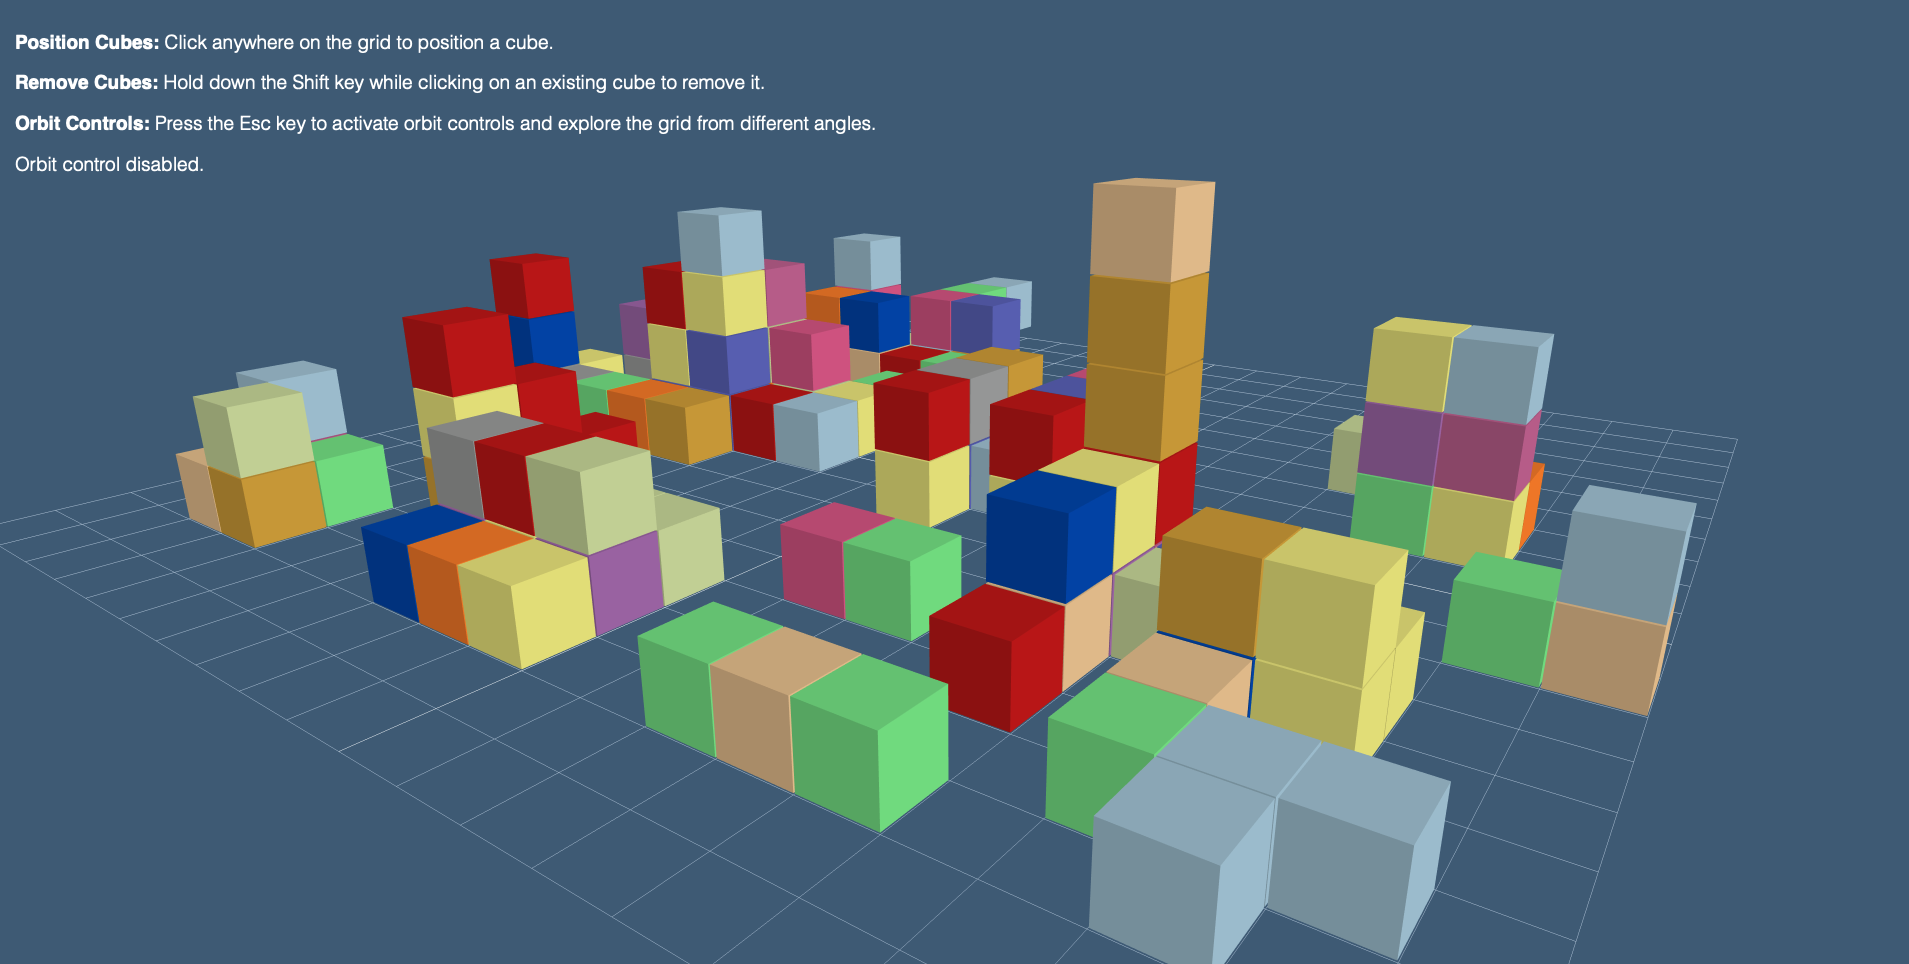 Position Cubes: Click anywhere on the grid to position a cube.
Remove Cubes: Hold down the Shift key while clicking on an existing cube to remove it.
Orbit Controls: Press the Esc key to activate orbit controls and explore the grid from different angles.
Orbit control disabled.